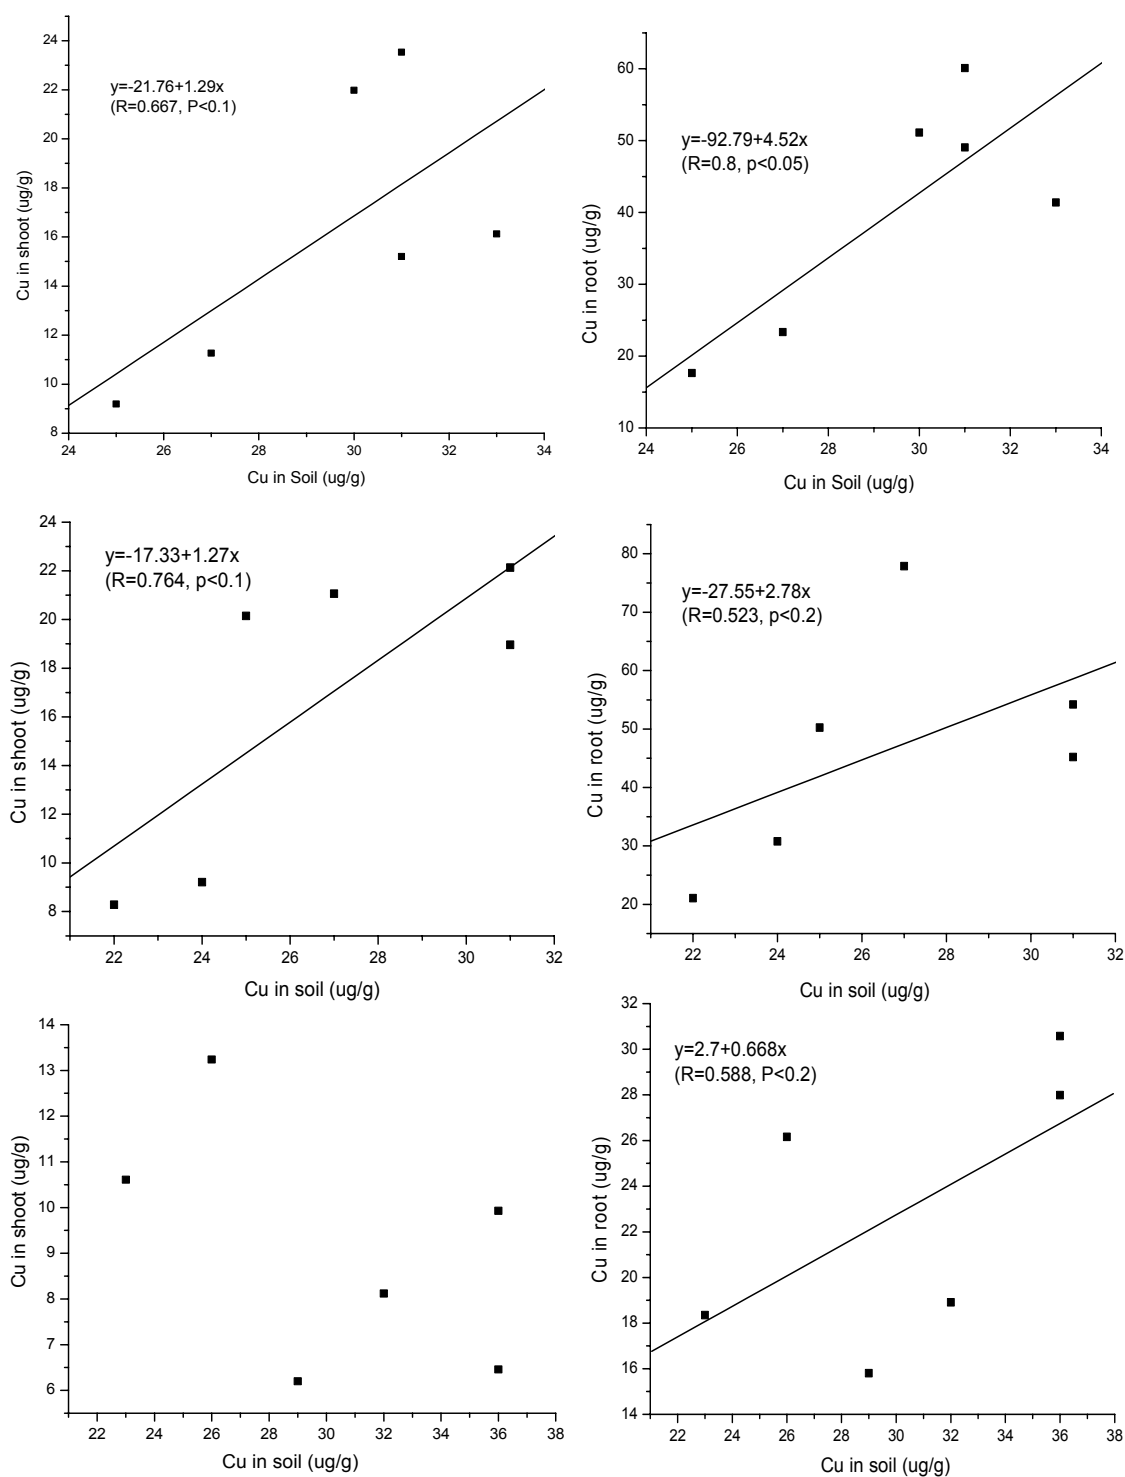 24
22
20
18
16
14
12
10
8
Cu in shoot (ug/g)
y=-21.76+1.29x
(R=0.667, P<0.1)
24 26 28 30 32 34
Cu in Soil (ug/g)
60
50
40
30
20
10
Cu in root (ug/g)
y=-92.79+4.52x
(R=0.8, p<0.05)
24 26 28 30 32 34
Cu in Soil (ug/g)
24
22
20
18
16
14
12
10
8
Cu in shoot (ug/g)
y=-17.33+1.27x
(R=0.764, p<0.1)
22 24 26 28 30 32
Cu in soil (ug/g)
80
70
60
50
40
30
20
Cu in root (ug/g)
y=-27.55+2.78x
(R=0.523, p<0.2)
22 24 26 28 30 32
Cu in soil (ug/g)
14
13
12
11
10
9
8
7
6
Cu in shoot (ug/g)
22 24 26 28 30 32 34 36 38
Cu in soil (ug/g)
32
30
28
26
24
22
20
18
16
14
Cu in root (ug/g)
y=2.7+0.668x
(R=0.588, P<0.2)
22 24 26 28 30 32 34 36 38
Cu in soil (ug/g)